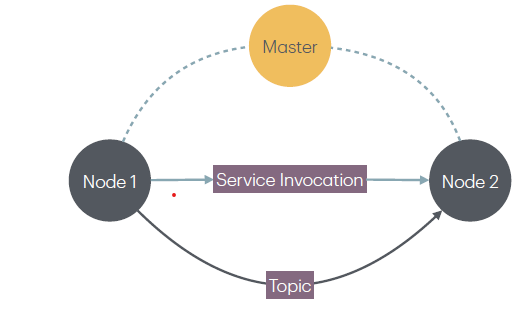 Master
Node 1
Service Invocation
Node 2
Topic